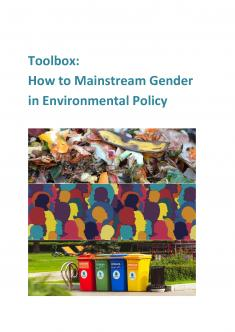 Toolbox:
How to Mainstream Gender
in Environmental Policy